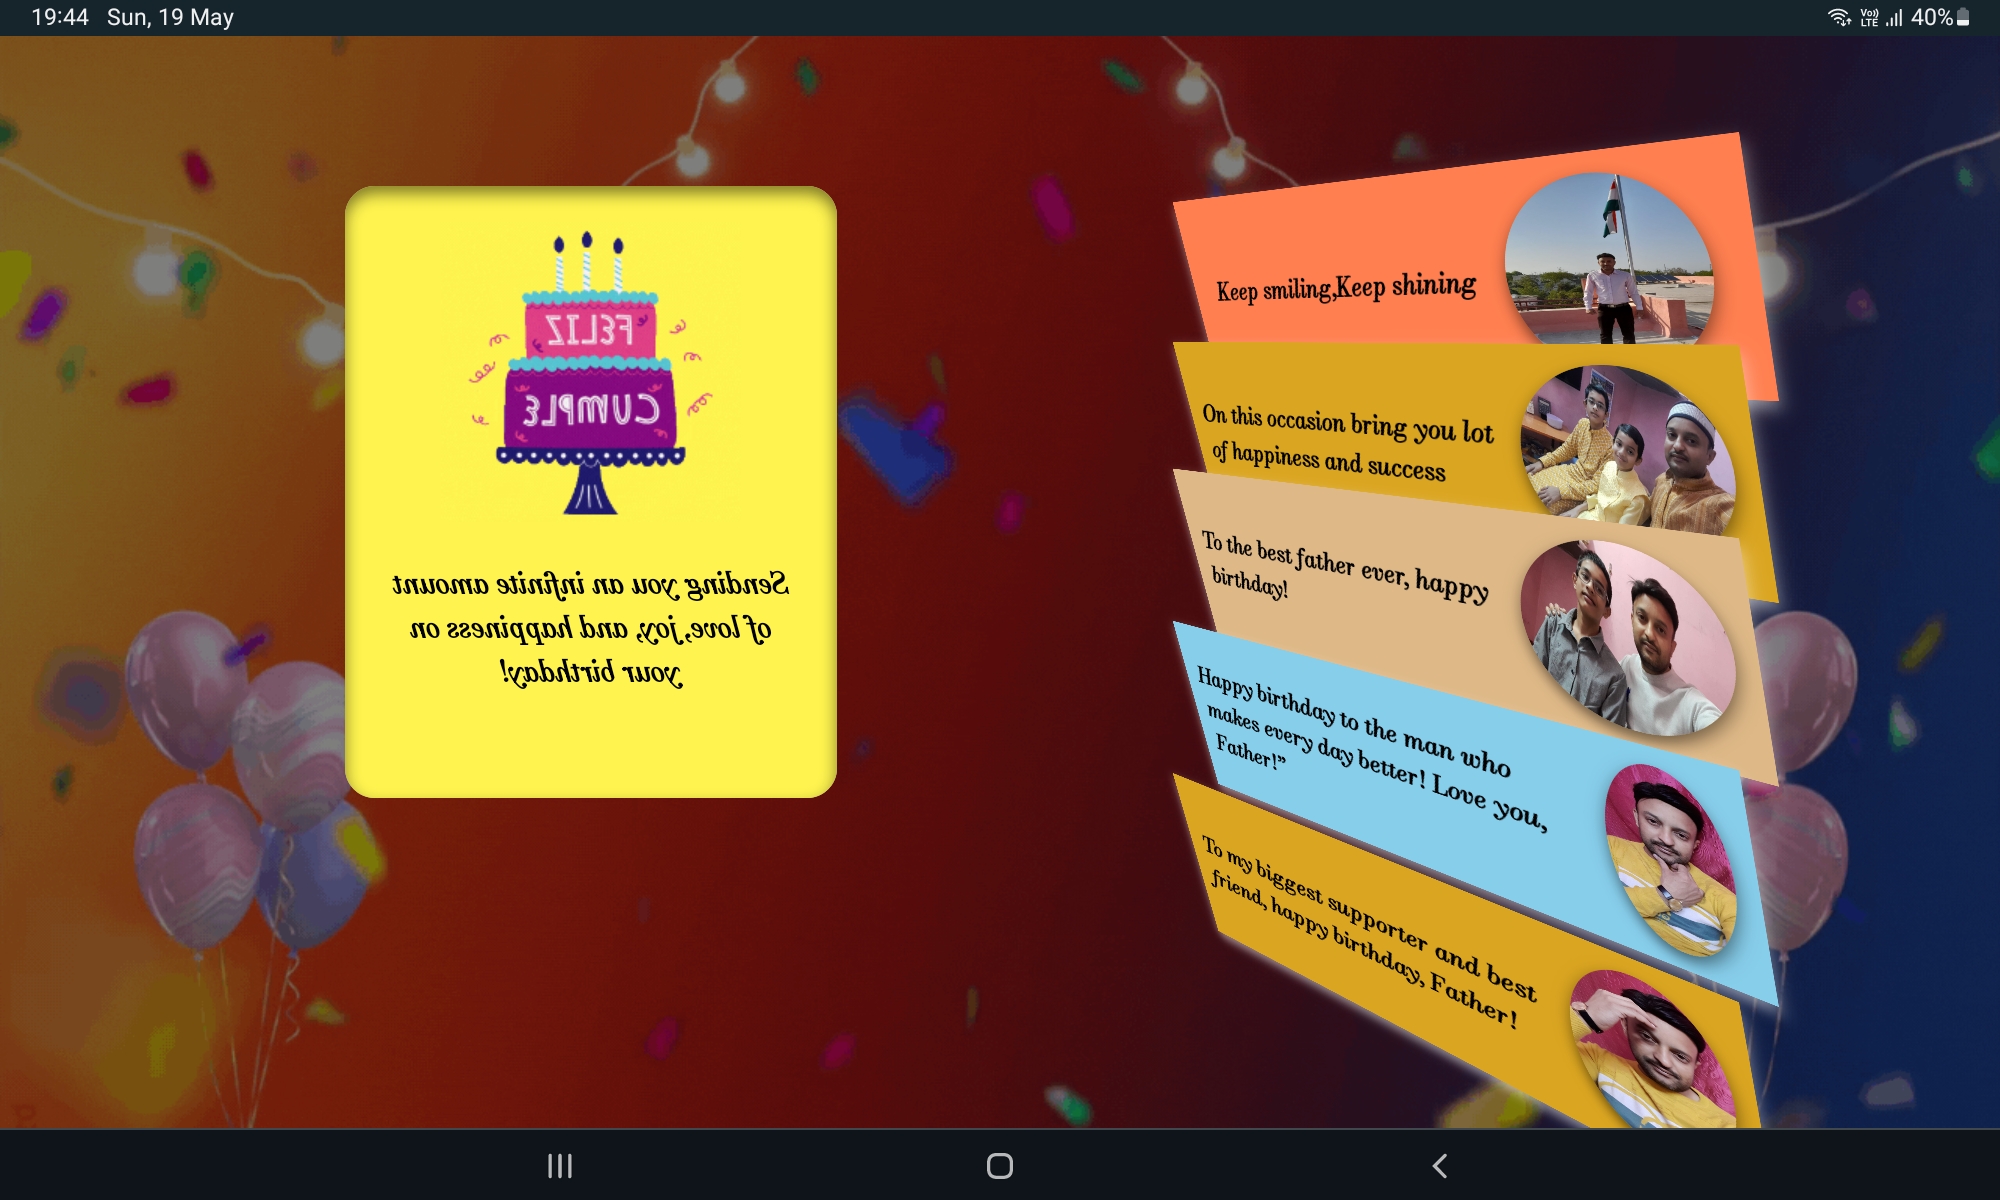 19:44 Sun, 19 May
Vo)) LTE 40%
FELIZ
CUMPLE
Sending you an infinite amount
of love, joy, and happiness on
your birthday!
Keep smiling,Keep shining
On this occasion bring you lot
of happiness and success
To the best father ever, happy
birthday!
Happy birthday to the man who
makes every day better! Love you,
Father!”
To my biggest supporter and best
friend, happy birthday, Father!